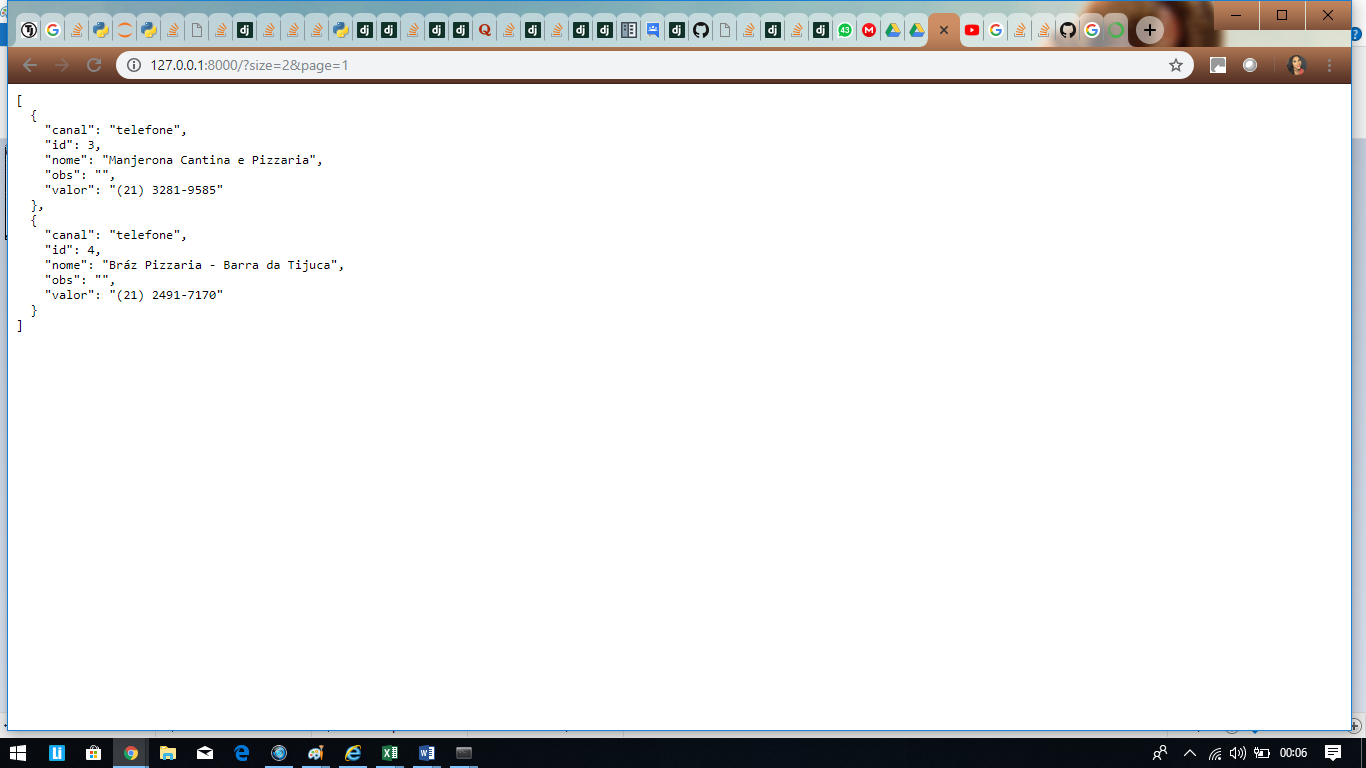 127.0.0.1:8000/?size=2&page=1
[
  {
    "canal": "telefone",
    "id": 3,
    "nome": "Manjerona Cantina e Pizzaria",
    "obs": "",
    "valor": "(21) 3281-9585"
  },
  {
    "canal": "telefone",
    "id": 4,
    "nome": "Bráz Pizzaria - Barra da Tijuca",
    "obs": "",
    "valor": "(21) 2491-7170"
  }
]
00:06